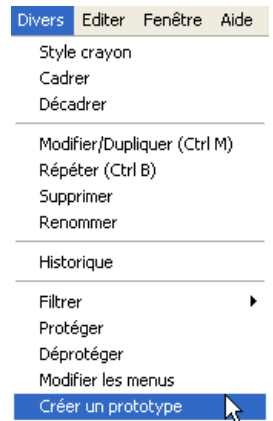 Divers Editer Fenêtre Aide
Style crayon
Cadrer
Décadrer
Modifier/Dupliquer (Ctrl M)
Répéter (Ctrl B)
Supprimer
Renommer
Historique
Filtrer
Protéger
Déprotéger
Modifier les menus
Créer un prototype